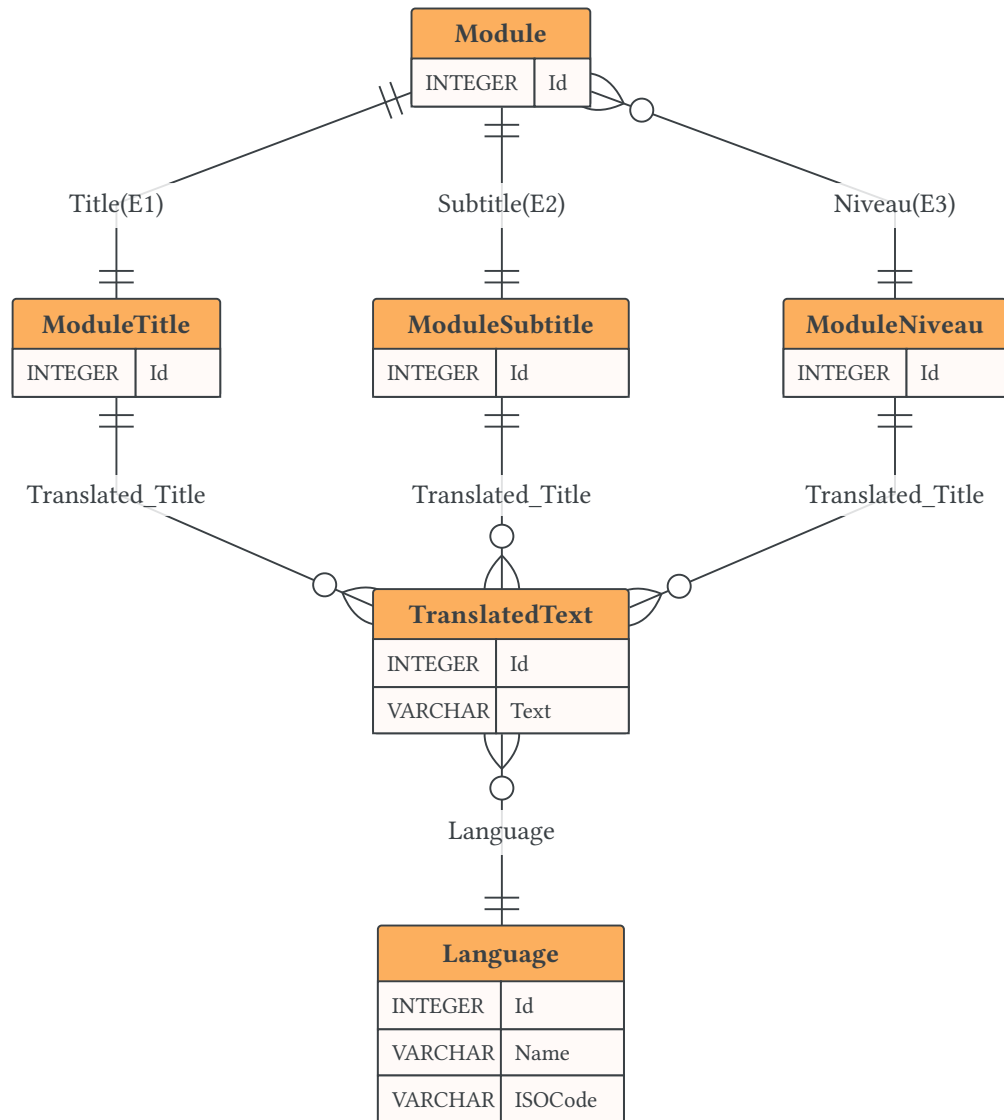 Module
INTEGER Id
Title(E1) Subtitle(E2) Niveau(E3)
ModuleTitle ModuleSubtitle ModuleNiveau
INTEGER Id INTEGER Id INTEGER Id
Translated_Title Translated_Title Translated_Title
TranslatedText
INTEGER Id
VARCHAR Text
Language
Language
INTEGER Id
VARCHAR Name
VARCHAR ISOCode